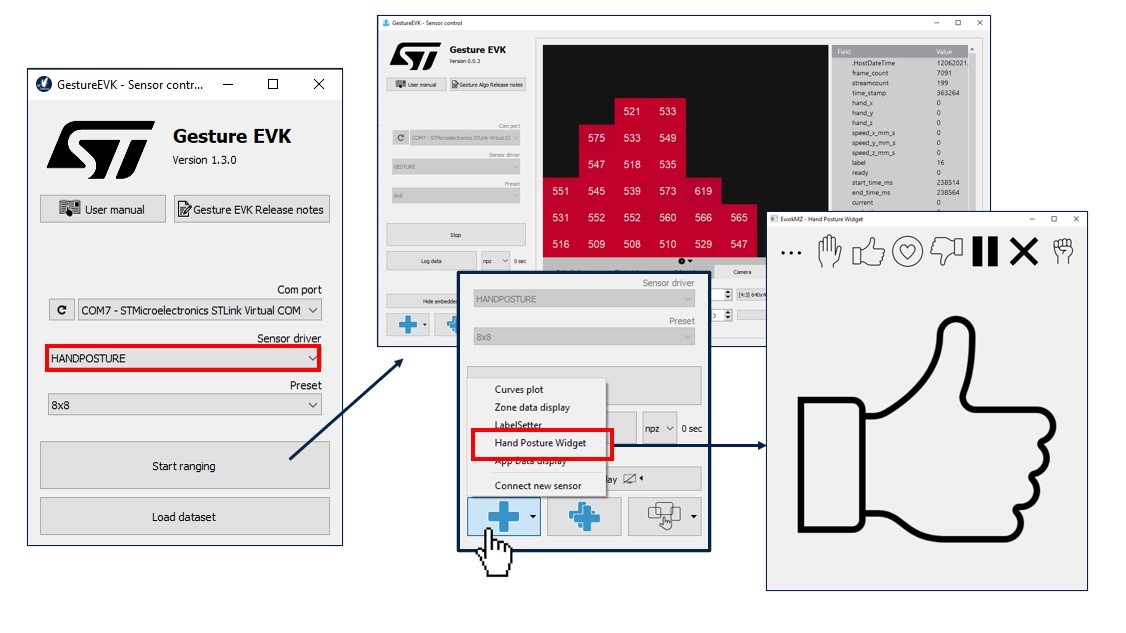 GestureEVK - Sensor contr...
ST
Gesture EVK
Version 1.3.0
User manual
Gesture EVK Release notes
Com port
COM7 - STMicroelectronics STLink Virtual COM
Sensor driver
HANDPOSTURE
Preset
8x8
Start ranging
Load dataset
GestureEVK - Sensor control
ST
Gesture EVK
Version 0.0.3
User manual
Gesture Algo Release notes
Com port
COM7 - STMicroelectronics STLink Virtual CC
Sensor driver
GESTURE
Preset
8x8
Stop
Log data
npz
0 sec
Hide embedde
521 533
575 533 549
547 518 535
551 545 539 573 619
531 552 552 560 566 565
516 509 508 510 529 547
Camera
[4:3] 640x4
3
Field Value
.HostDateTime 12062021.
frame_count 7091
streamcount 199
time_stamp 363264
hand_x 0
hand_y 0
hand_z 0
speed_x_mm_s 0
speed_y_mm_s 0
speed_z_mm_s 0
label 16
ready 0
start_time_ms 238514
end_time_ms 238564
current 0
Sensor driver
HANDPOSTURE
Preset
8x8
Curves plot
Zone data display
LabelSetter
Hand Posture Widget
App Data display
Connect new sensor
npz
0 sec
lay
EwokMZ - Hand Posture Widget